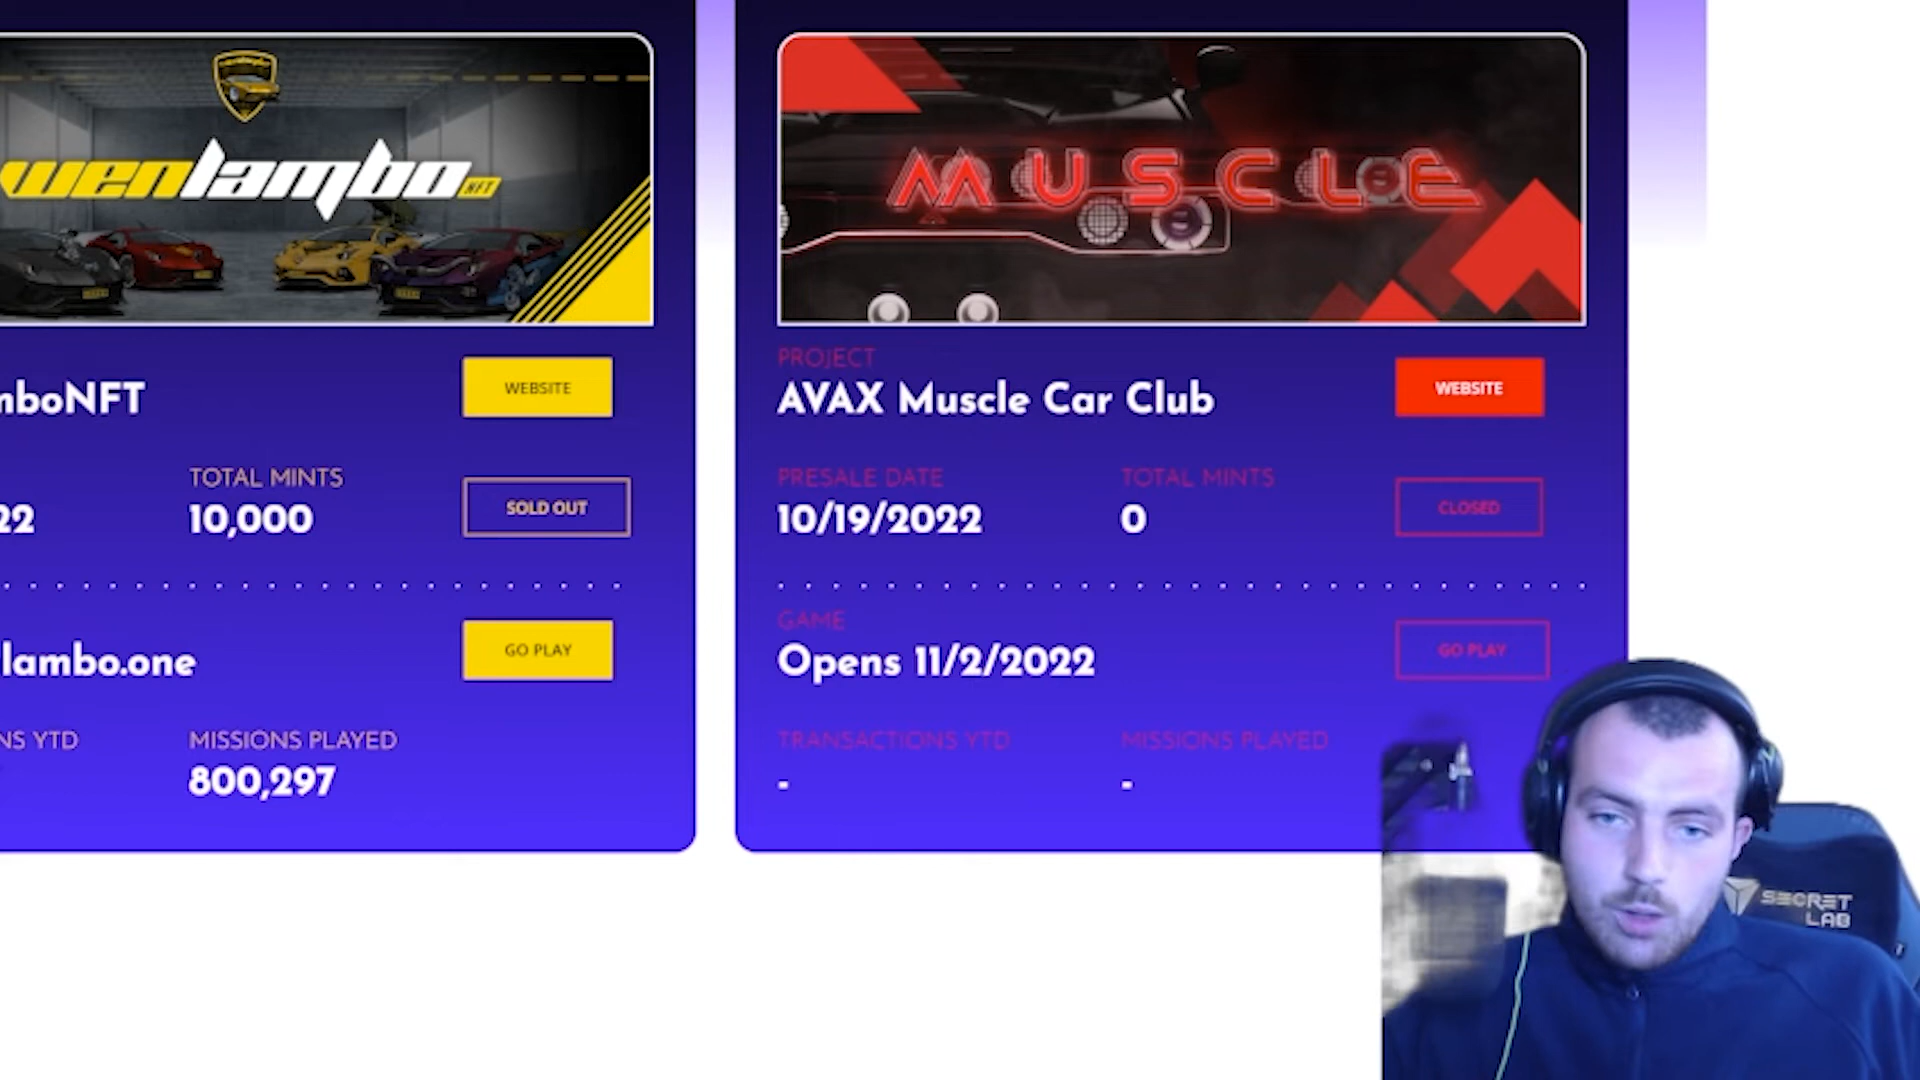 wenlambo NFT
mboNFT
WEBSITE
TOTAL MINTS
22
10,000
SOLD OUT
lambo.one
GO PLAY
NS YTD
MISSIONS PLAYED
800,297
MUSCLE
PROJECT
AVAX Muscle Car Club
WEBSITE
PRESALE DATE
TOTAL MINTS
10/19/2022
0
CLOSED
GAME
Opens 11/2/2022
GO PLAY
TRANSACTIONS YTD
MISSIONS PLAYED
-
-
SECRET
LAB